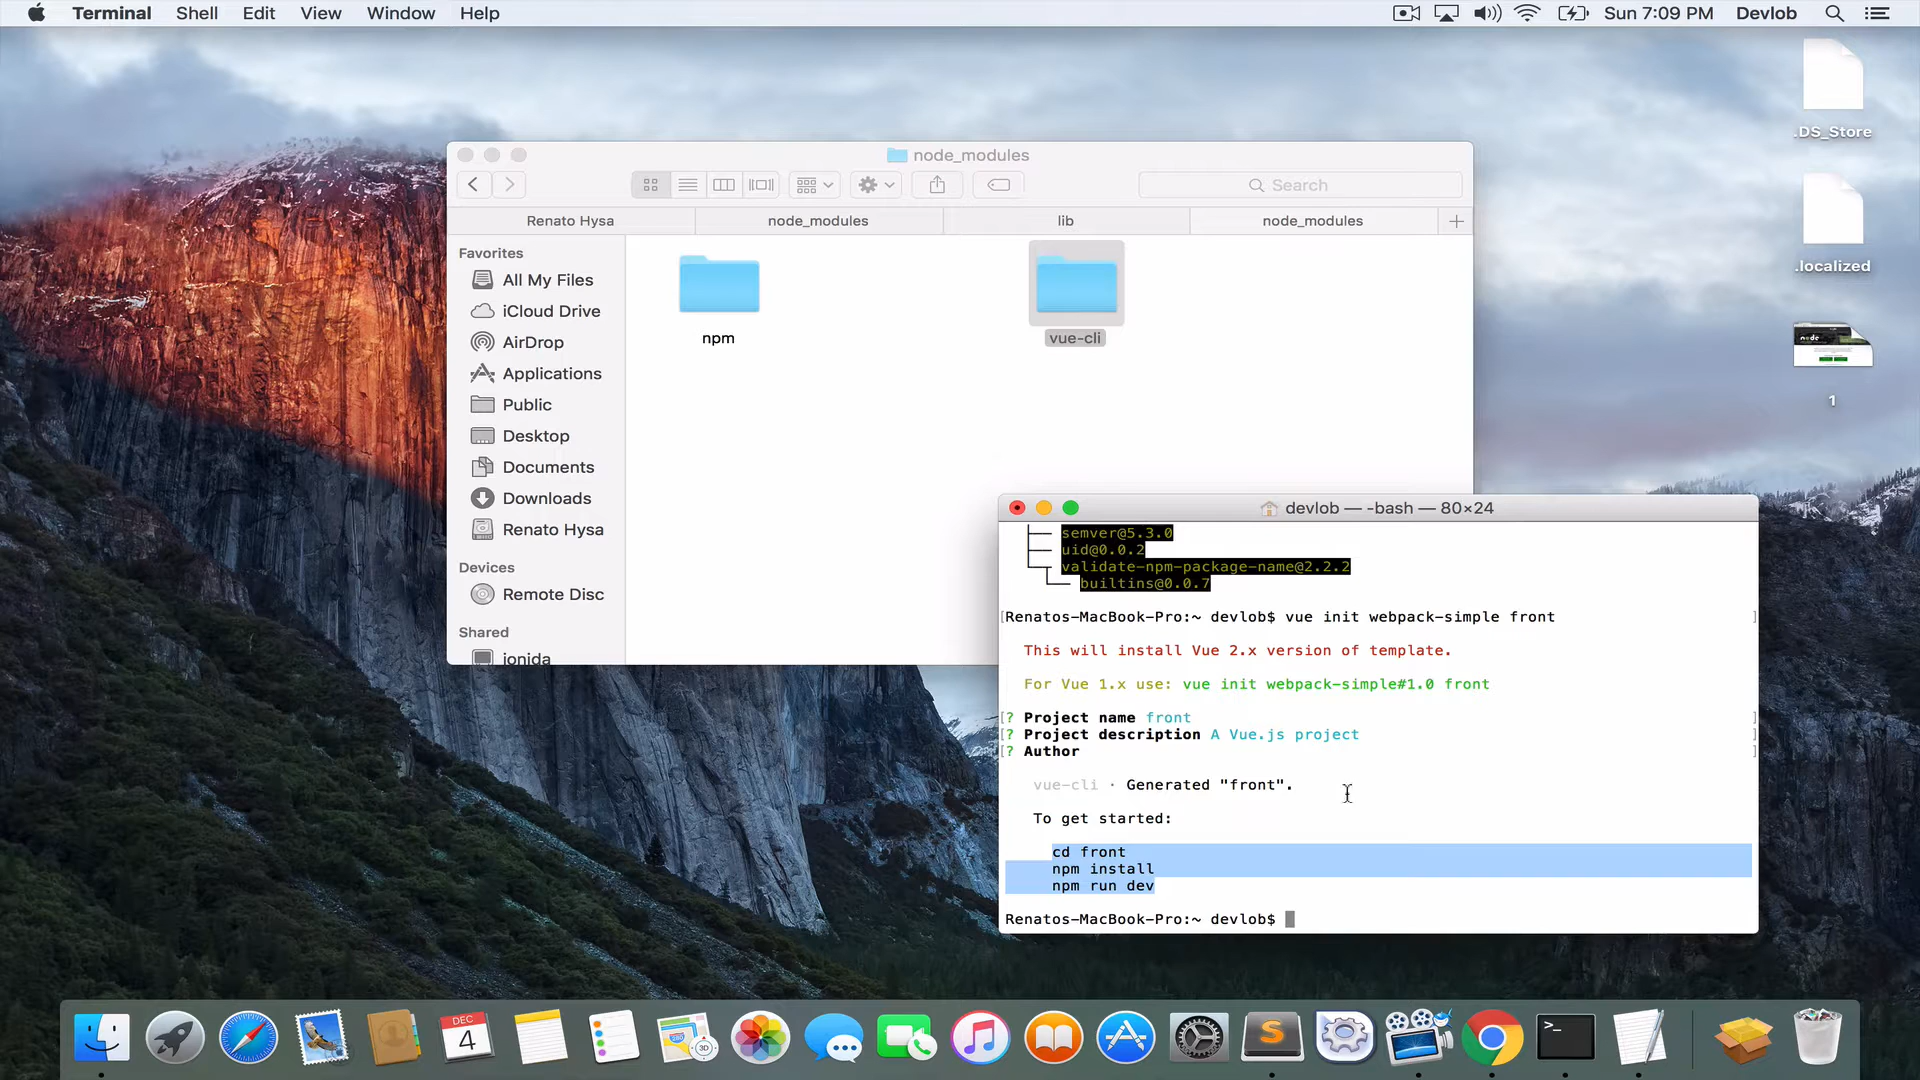 Terminal Shell Edit View Window Help Sun 7:09 PM Devlob
.DS_Store
.localized
1
node_modules
Search
Renato Hysa node_modules lib node_modules
Favorites
All My Files
iCloud Drive
AirDrop
Applications
Public
Desktop
Documents
Downloads
Renato Hysa
Devices
Remote Disc
Shared
ionida
npm
vue-cli
devlob — -bash — 80×24
semver@5.3.0
uid@0.0.2
validate-npm-package-name@2.2.2
builtins@0.0.7
[Renatos-MacBook-Pro:~ devlob$ vue init webpack-simple front ]
This will install Vue 2.x version of template.
For Vue 1.x use: vue init webpack-simple#1.0 front
[? Project name front ]
[? Project description A Vue.js project ]
[? Author ]
vue-cli · Generated "front".
To get started:
cd front
npm install
npm run dev
Renatos-MacBook-Pro:~ devlob$
DEC
4
3D